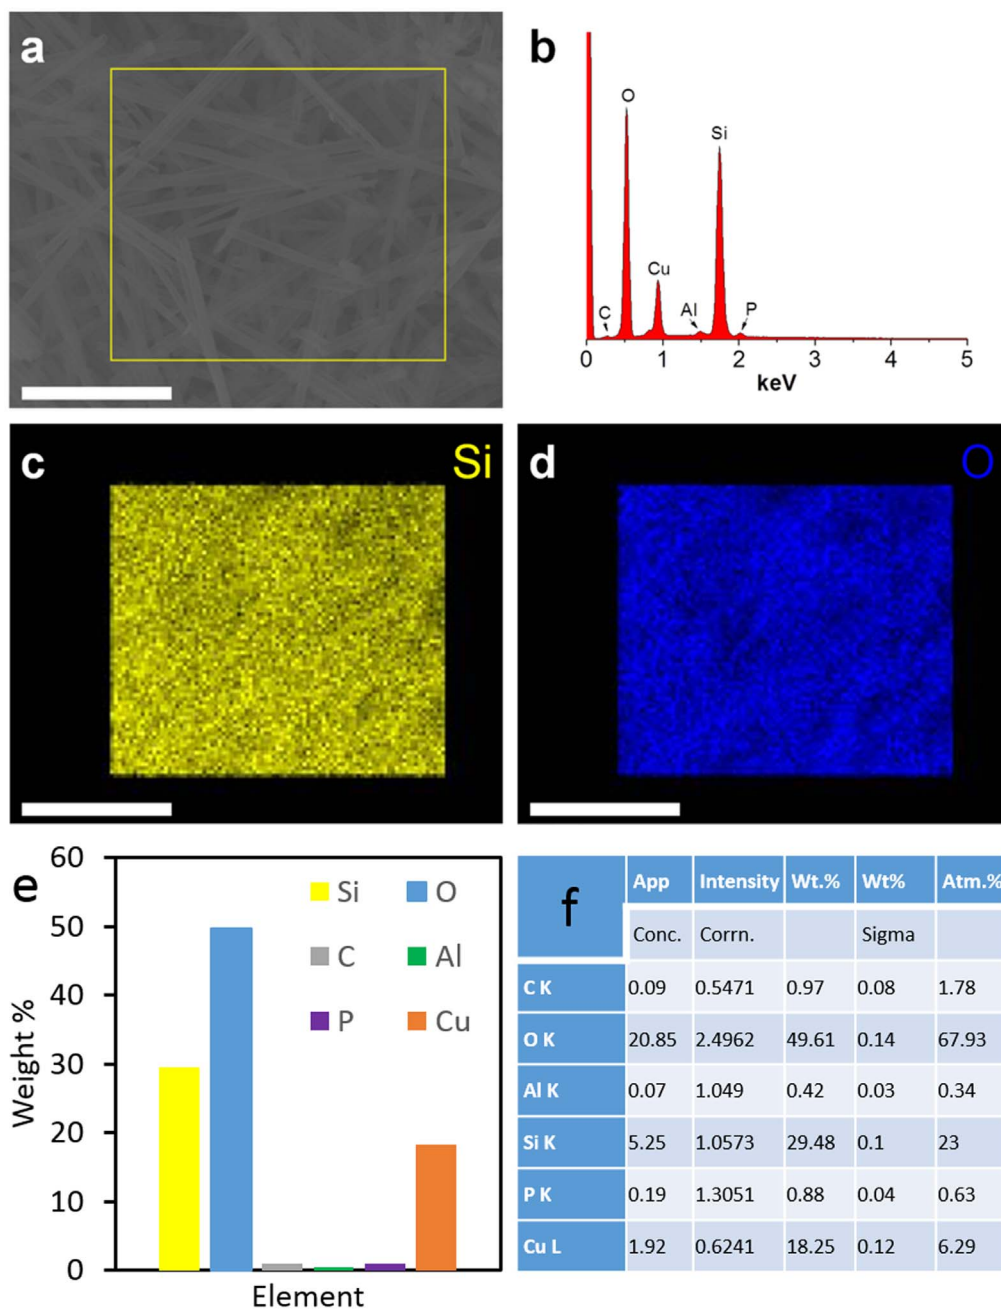 a
b
O
Si
Cu
C
Al
P
0
1
2
3
4
5
keV
c
Si
d
O
e
60
50
40
30
20
10
0
Weight %
Si
O
C
Al
P
Cu
Element
f
App Intensity Wt.% Wt% Atm.%
Conc. Corrn. Sigma
C K 0.09 0.5471 0.97 0.08 1.78
O K 20.85 2.4962 49.61 0.14 67.93
Al K 0.07 1.049 0.42 0.03 0.34
Si K 5.25 1.0573 29.48 0.1 23
P K 0.19 1.3051 0.88 0.04 0.63
Cu L 1.92 0.6241 18.25 0.12 6.29